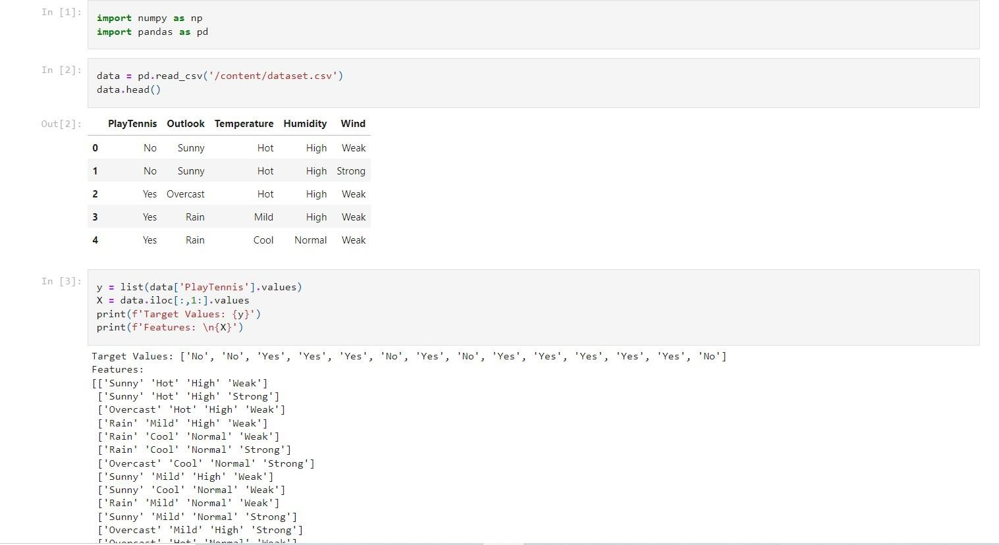 In [1]:
import numpy as np
import pandas as pd
In [2]:
data = pd.read_csv('/content/dataset.csv')
data.head()
Out[2]:
PlayTennis Outlook Temperature Humidity Wind
0 No Sunny Hot High Weak
1 No Sunny Hot High Strong
2 Yes Overcast Hot High Weak
3 Yes Rain Mild High Weak
4 Yes Rain Cool Normal Weak
In [3]:
y = list(data['PlayTennis'].values)
X = data.iloc[:,1:].values
print(f'Target Values: {y}')
print(f'Features: \n{X}')
Target Values: ['No', 'No', 'Yes', 'Yes', 'Yes', 'No', 'Yes', 'No', 'Yes', 'Yes', 'Yes', 'Yes', 'Yes', 'No']
Features:
[['Sunny' 'Hot' 'High' 'Weak']
['Sunny' 'Hot' 'High' 'Strong']
['Overcast' 'Hot' 'High' 'Weak']
['Rain' 'Mild' 'High' 'Weak']
['Rain' 'Cool' 'Normal' 'Weak']
['Rain' 'Cool' 'Normal' 'Strong']
['Overcast' 'Cool' 'Normal' 'Strong']
['Sunny' 'Mild' 'High' 'Weak']
['Sunny' 'Cool' 'Normal' 'Weak']
['Rain' 'Mild' 'Normal' 'Weak']
['Sunny' 'Mild' 'Normal' 'Strong']
['Overcast' 'Mild' 'High' 'Strong']
['Overcast' 'Hot' 'Normal' 'Weak']